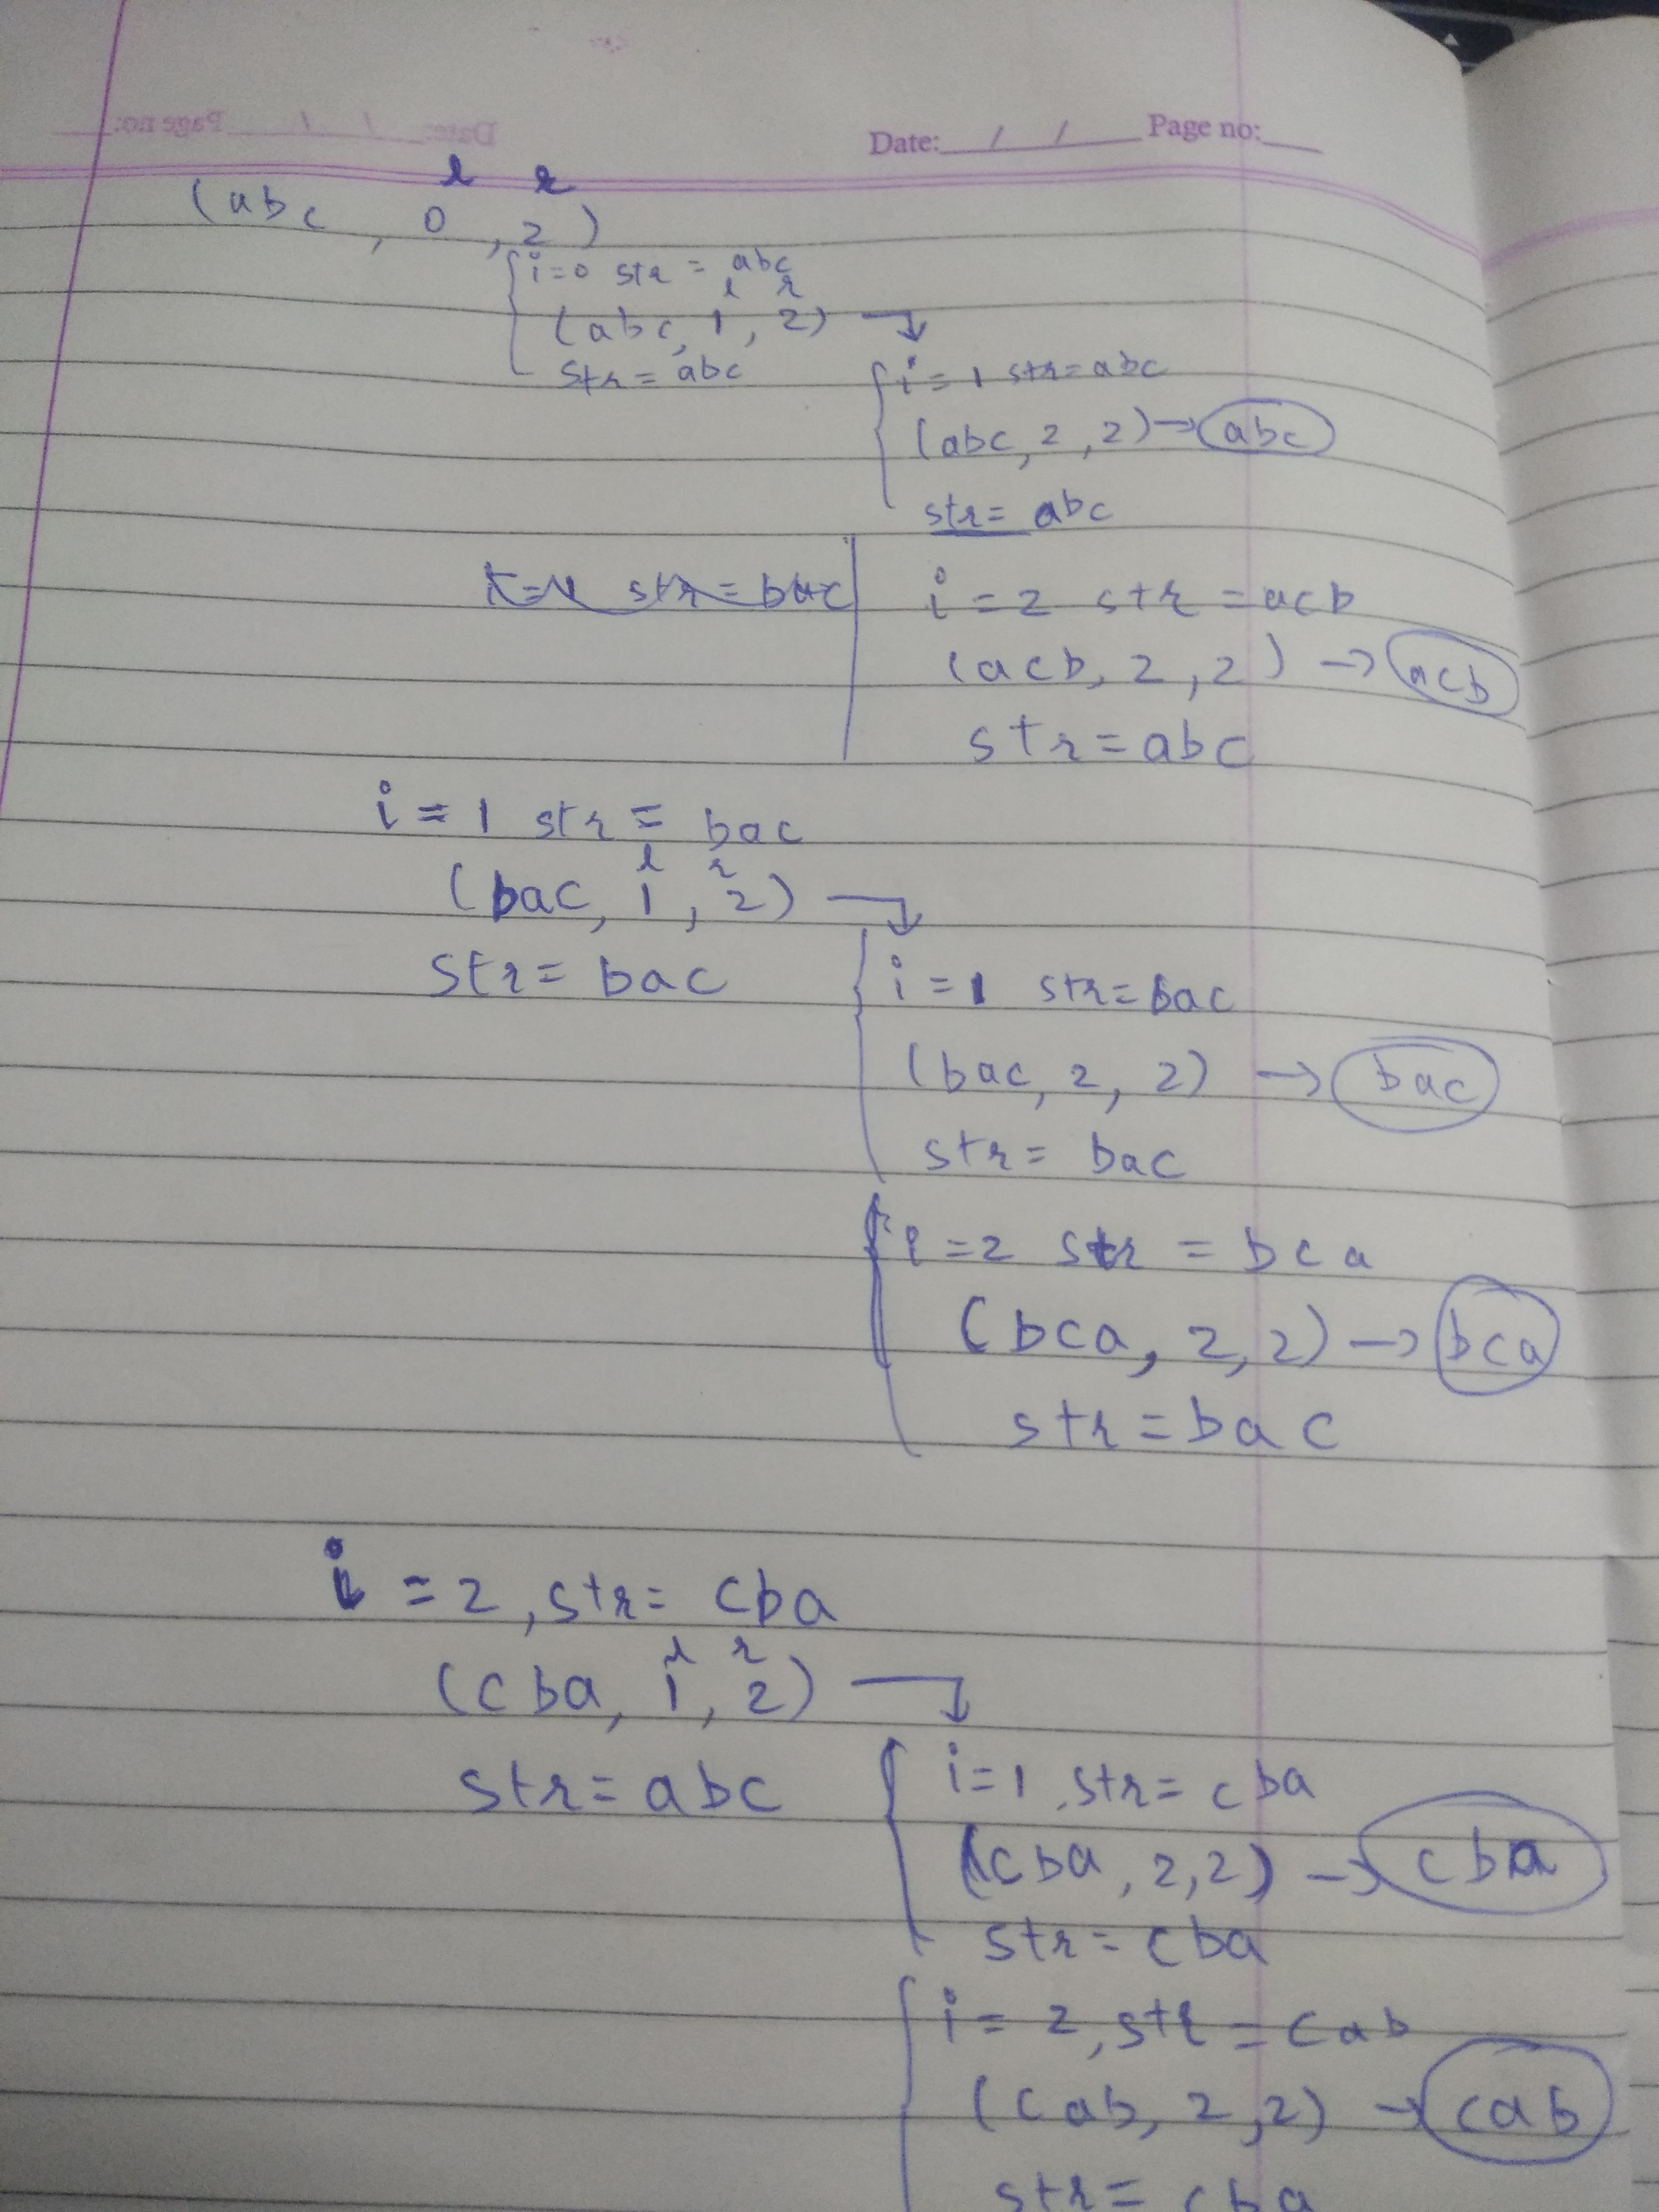 Date: / / Page no:
l r
(abc, 0, 2)
i=0 str = abc
l r
(abc, 1, 2)
str = abc
i = 1 str = abc
(abc, 2, 2) → abc
str = abc
str = bac
i = 2 str = acb
(acb, 2, 2) → acb
str = abc
i = 1 str = bac
l r
(bac, 1, 2)
str = bac
i = 1 str = bac
(bac, 2, 2) → bac
str = bac
i = 2 str = bca
(bca, 2, 2) → bca
str = bac
i = 2, str = cba
l r
(cba, 1, 2)
str = abc
i = 1, str = cba
(cba, 2, 2) → cba
str = cba
i = 2, str = cab
(cab, 2, 2) → cab
str = cba